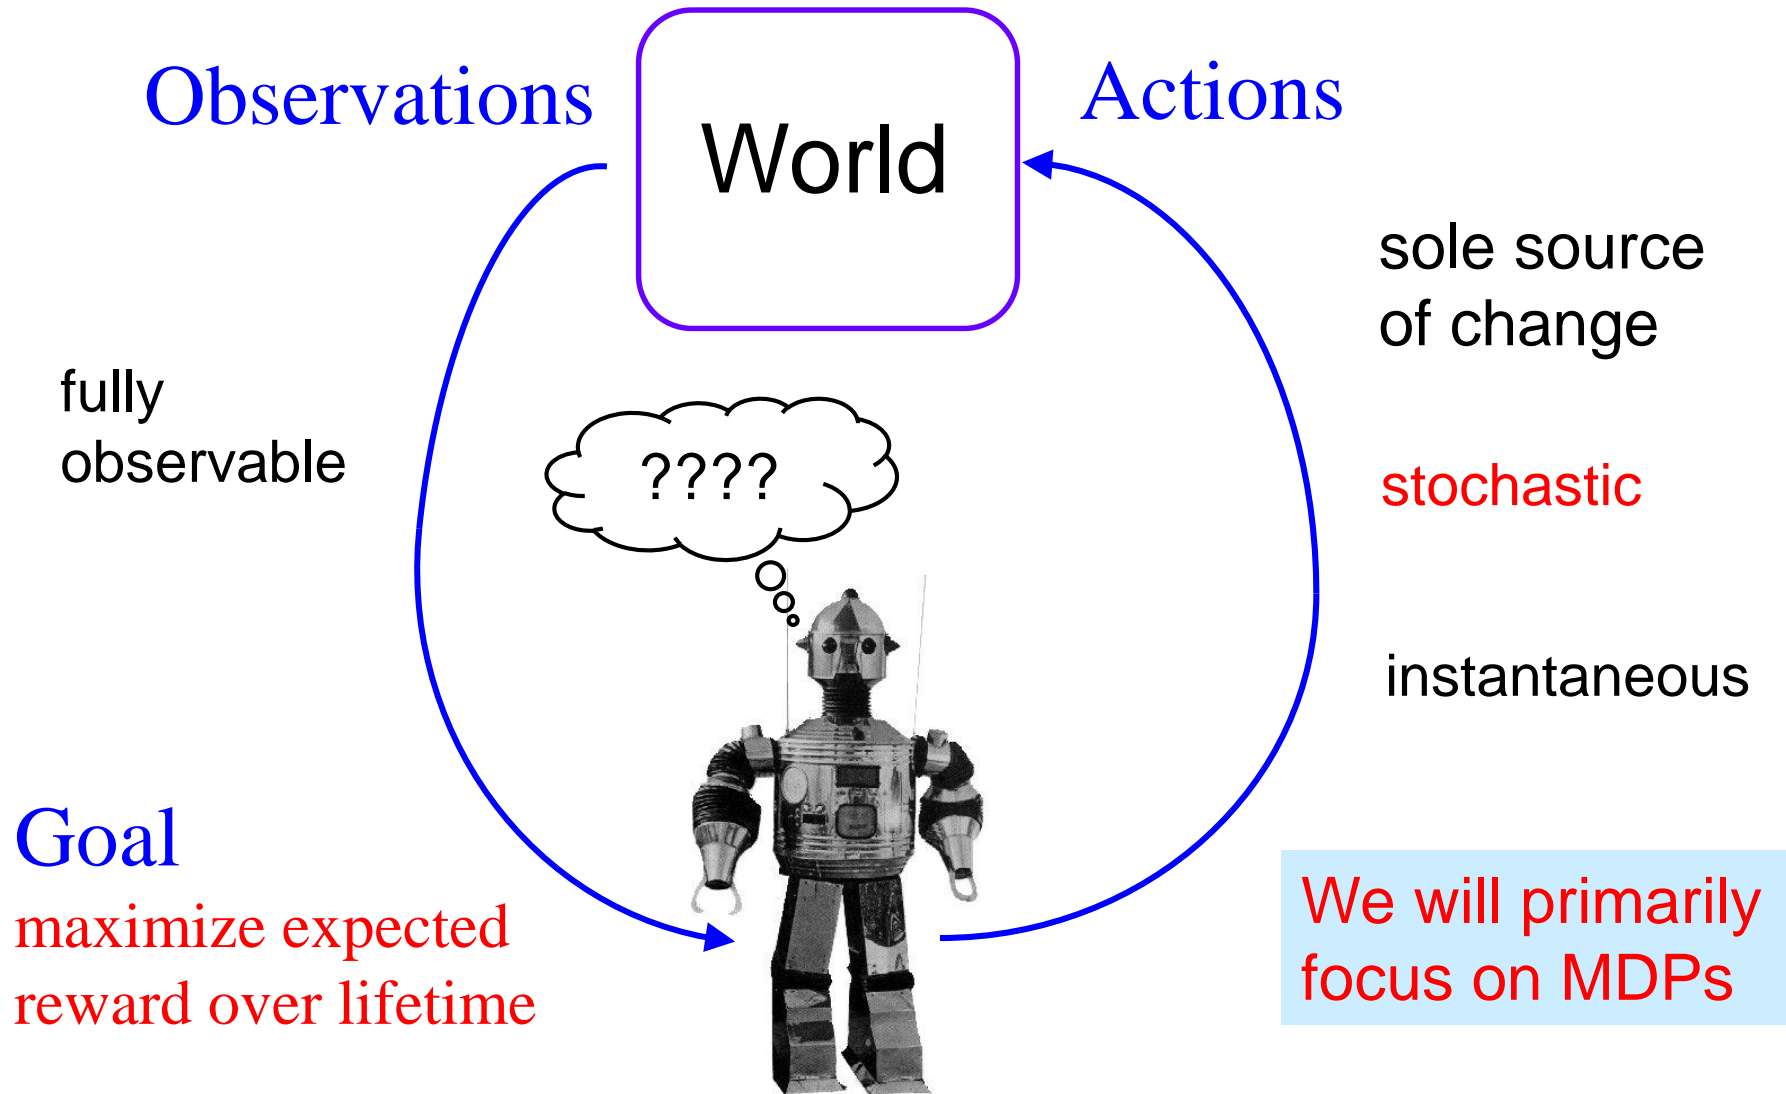 Observations
World
Actions
sole source
of change
fully
observable
????
stochastic
instantaneous
Goal
maximize expected
reward over lifetime
We will primarily
focus on MDPs